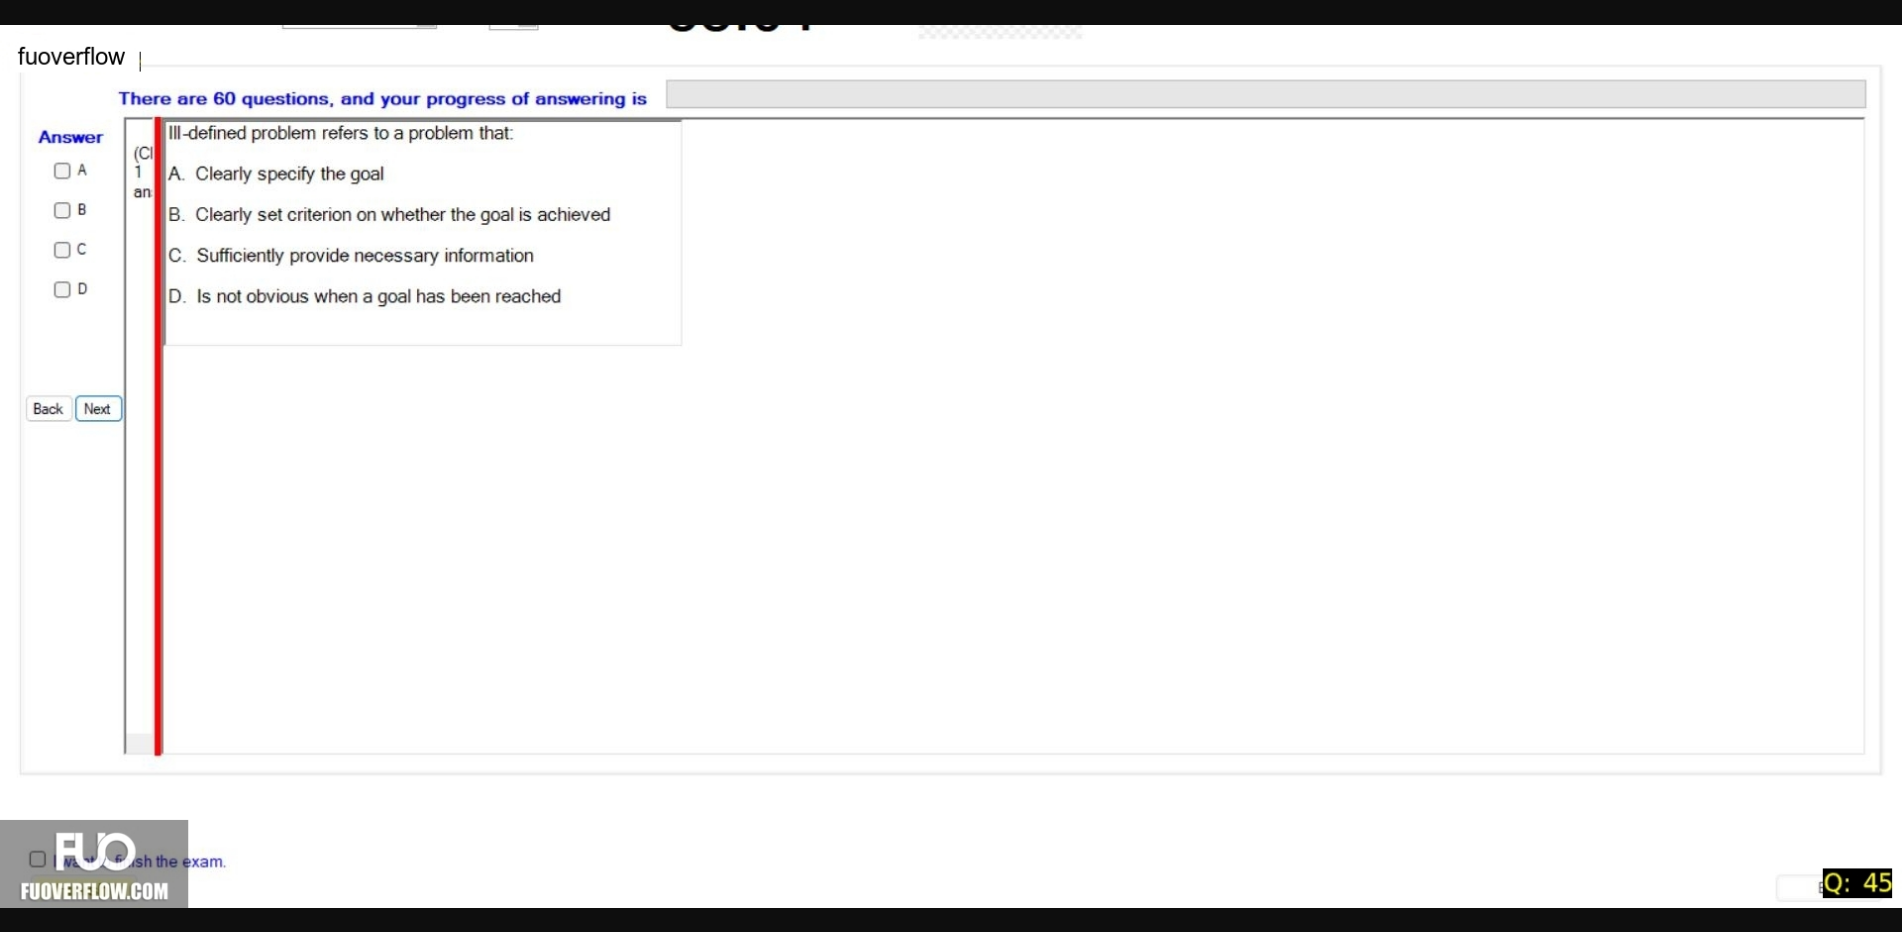 fuoverflow
There are 60 questions, and your progress of answering is
Answer
A
B
C
D
(Cl
1
an
Ill-defined problem refers to a problem that:
A. Clearly specify the goal
B. Clearly set criterion on whether the goal is achieved
C. Sufficiently provide necessary information
D. Is not obvious when a goal has been reached
Back Next
FUO
sh the exam.
FUOVERFLOW.COM
Q: 45